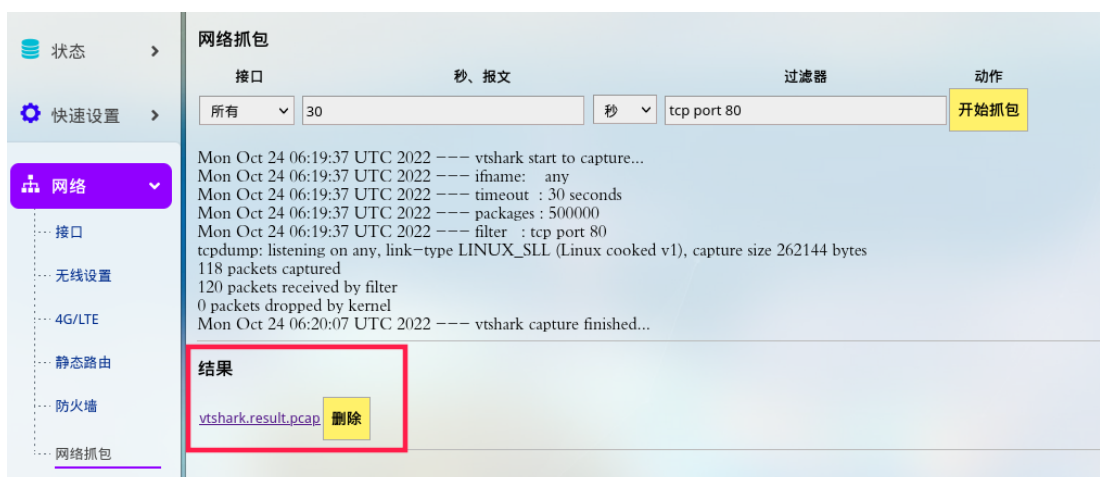 状态
快速设置
网络
接口
无线设置
4G/LTE
静态路由
防火墙
网络抓包
网络抓包
接口 秒、报文 过滤器 动作
所有 30 秒 tcp port 80 开始抓包
Mon Oct 24 06:19:37 UTC 2022 --- vtshark start to capture...
Mon Oct 24 06:19:37 UTC 2022 --- ifname: any
Mon Oct 24 06:19:37 UTC 2022 --- timeout : 30 seconds
Mon Oct 24 06:19:37 UTC 2022 --- packages : 500000
Mon Oct 24 06:19:37 UTC 2022 --- filter : tcp port 80
tcpdump: listening on any, link-type LINUX_SLL (Linux cooked v1), capture size 262144 bytes
118 packets captured
120 packets received by filter
0 packets dropped by kernel
Mon Oct 24 06:20:07 UTC 2022 --- vtshark capture finished...
结果
vtshark.result.pcap 删除